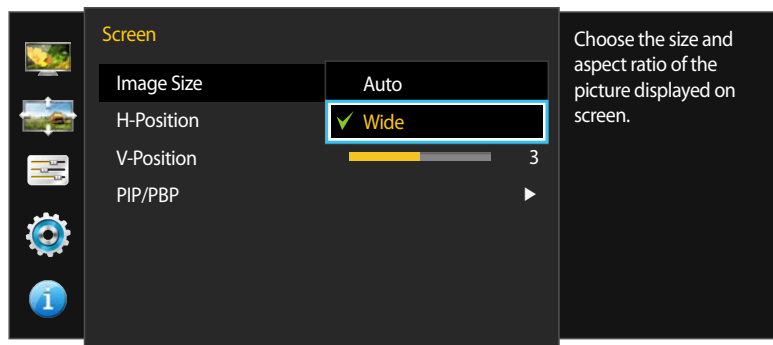 Screen
Image Size
Auto
H-Position
Wide
V-Position
3
PIP/PBP
Choose the size and
aspect ratio of the
picture displayed on
screen.